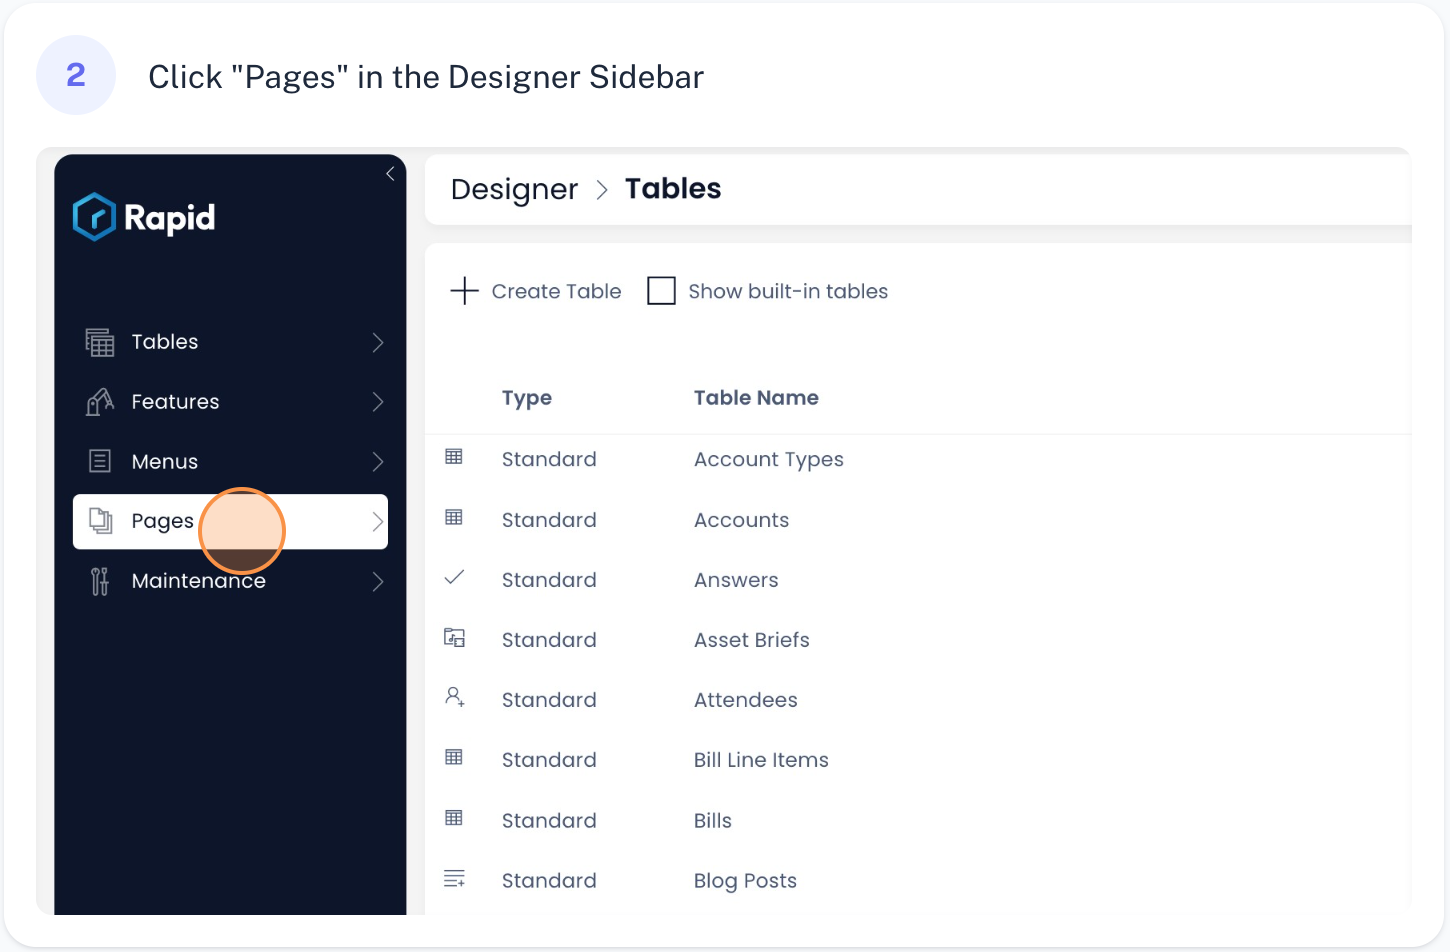 2
Click "Pages" in the Designer Sidebar
Rapid
Tables
Features
Menus
Pages
Maintenance
Designer > Tables
Create Table Show built-in tables
Type Table Name
Standard Account Types
Standard Accounts
Standard Answers
Standard Asset Briefs
Standard Attendees
Standard Bill Line Items
Standard Bills
Standard Blog Posts